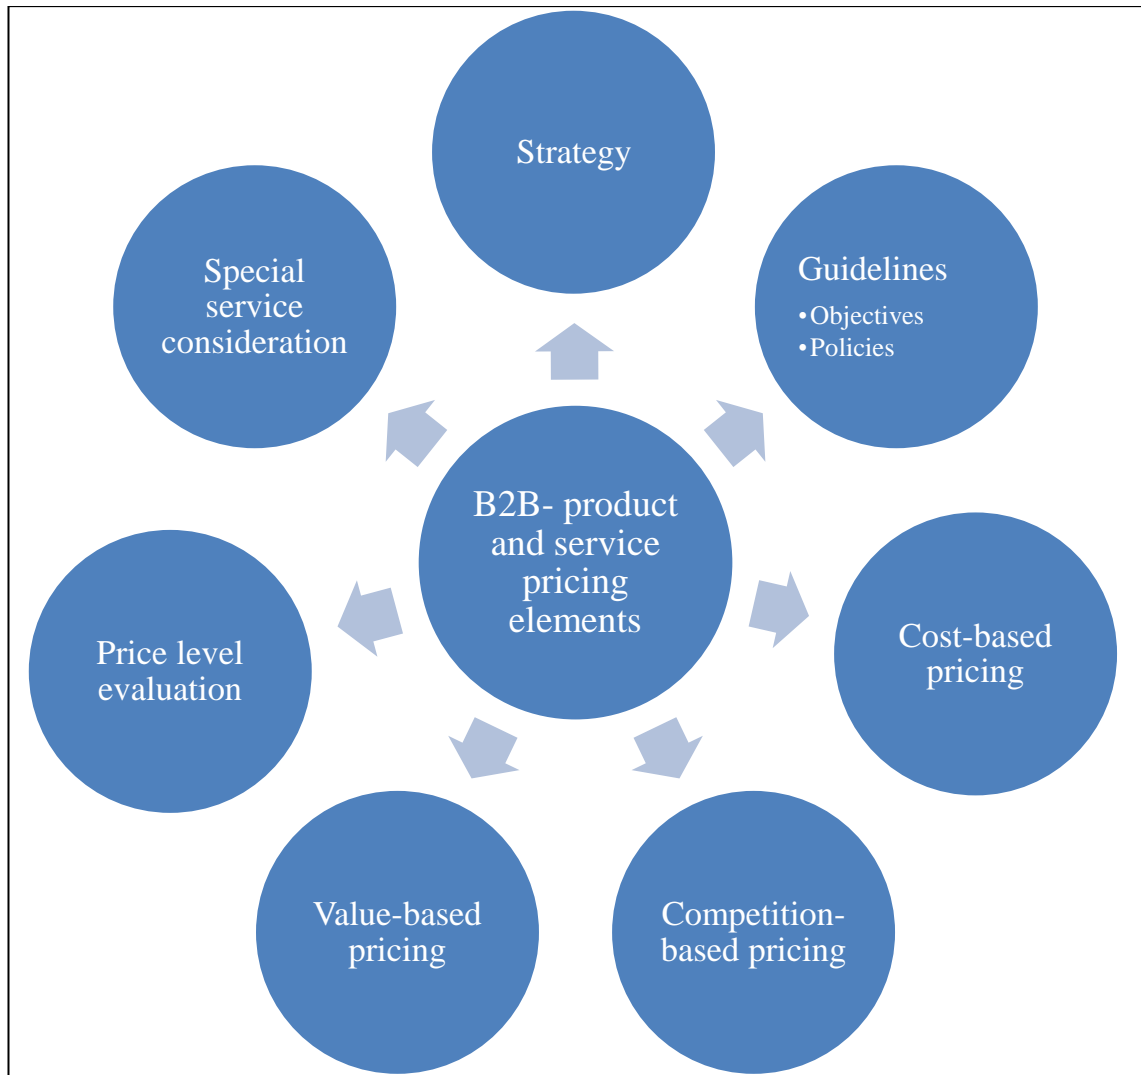 Strategy
Guidelines
•Objectives
•Policies
Special
service
consideration
B2B- product
and service
pricing
elements
Cost-based
pricing
Price level
evaluation
Value-based
pricing
Competition-
based pricing